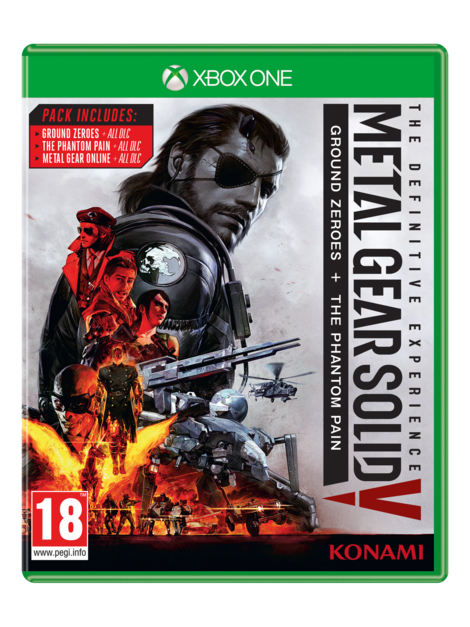 XBOX ONE
PACK INCLUDES:
GROUND ZEROES + ALL DLC
THE PHANTOM PAIN + ALL DLC
METAL GEAR ONLINE + ALL DLC
THE DEFINITIVE EXPERIENCE
METAL GEAR SOLID V
GROUND ZEROES + THE PHANTOM PAIN
18
www.pegi.info
KONAMI